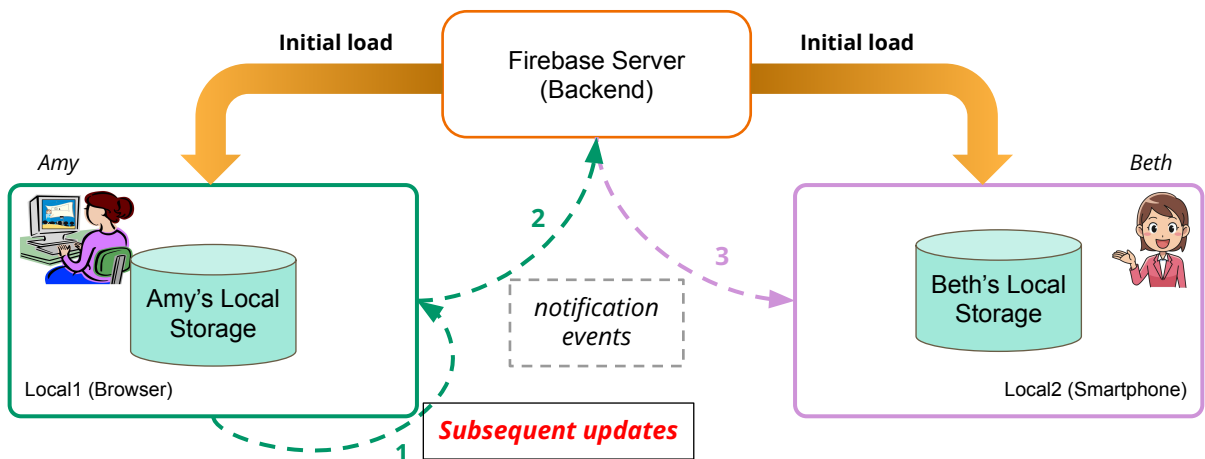 Initial load
Firebase Server
(Backend)
Initial load
Amy
Beth
2
3
Amy’s Local
Storage
notification
events
Beth’s Local
Storage
Local1 (Browser)
Local2 (Smartphone)
1
Subsequent updates